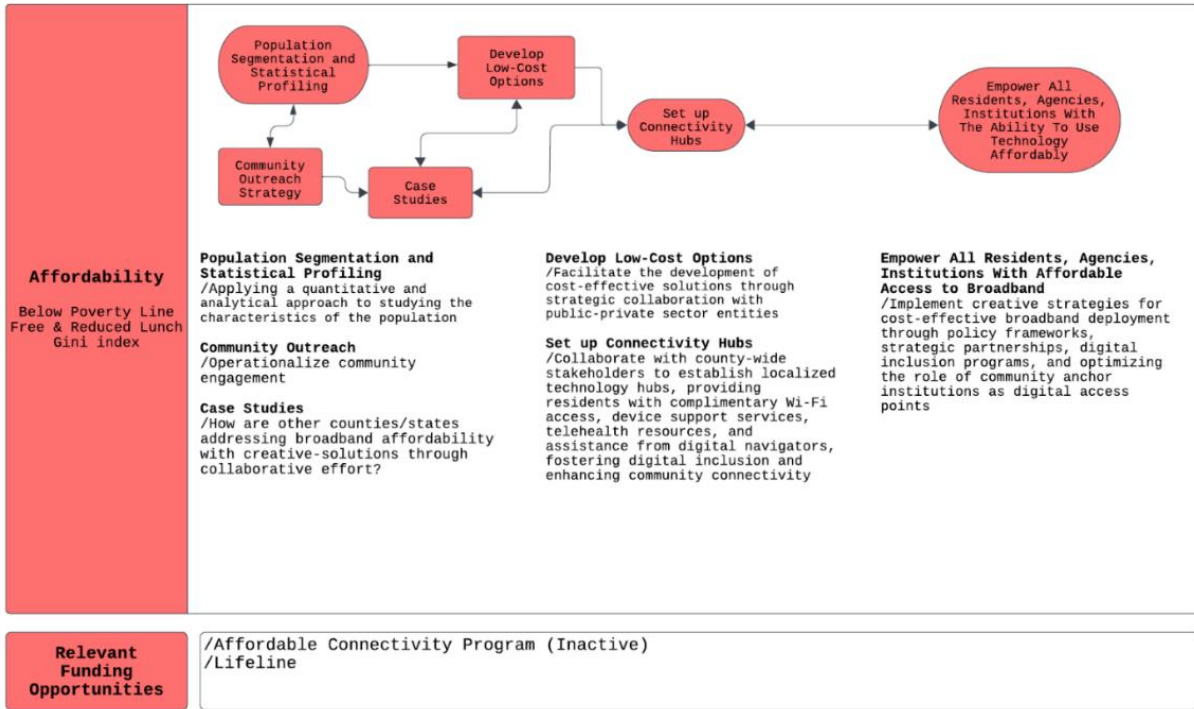 Population
Segmentation and
Statistical
Profiling
Develop
Low-Cost
Options
Set up
Connectivity
Hubs
Empower All
Residents, Agencies,
Institutions With
The Ability To Use
Technology
Affordably
Community
Outreach
Strategy
Case
Studies
Affordability
Below Poverty Line
Free & Reduced Lunch
Gini index
Population Segmentation and
Statistical Profiling
/Applying a quantitative and
analytical approach to studying the
characteristics of the population
Community Outreach
/Operationalize community
engagement
Case Studies
/How are other counties/states
addressing broadband affordability
with creative-solutions through
collaborative effort?
Develop Low-Cost Options
/Facilitate the development of
cost-effective solutions through
strategic collaboration with
public-private sector entities
Set up Connectivity Hubs
/Collaborate with county-wide
stakeholders to establish localized
technology hubs, providing
residents with complimentary Wi-Fi
access, device support services,
telehealth resources, and
assistance from digital navigators,
fostering digital inclusion and
enhancing community connectivity
Empower All Residents, Agencies,
Institutions With Affordable
Access to Broadband
/Implement creative strategies for
cost-effective broadband deployment
through policy frameworks,
strategic partnerships, digital
inclusion programs, and optimizing
the role of community anchor
institutions as digital access
points
Relevant
Funding
Opportunities
/Affordable Connectivity Program (Inactive)
/Lifeline